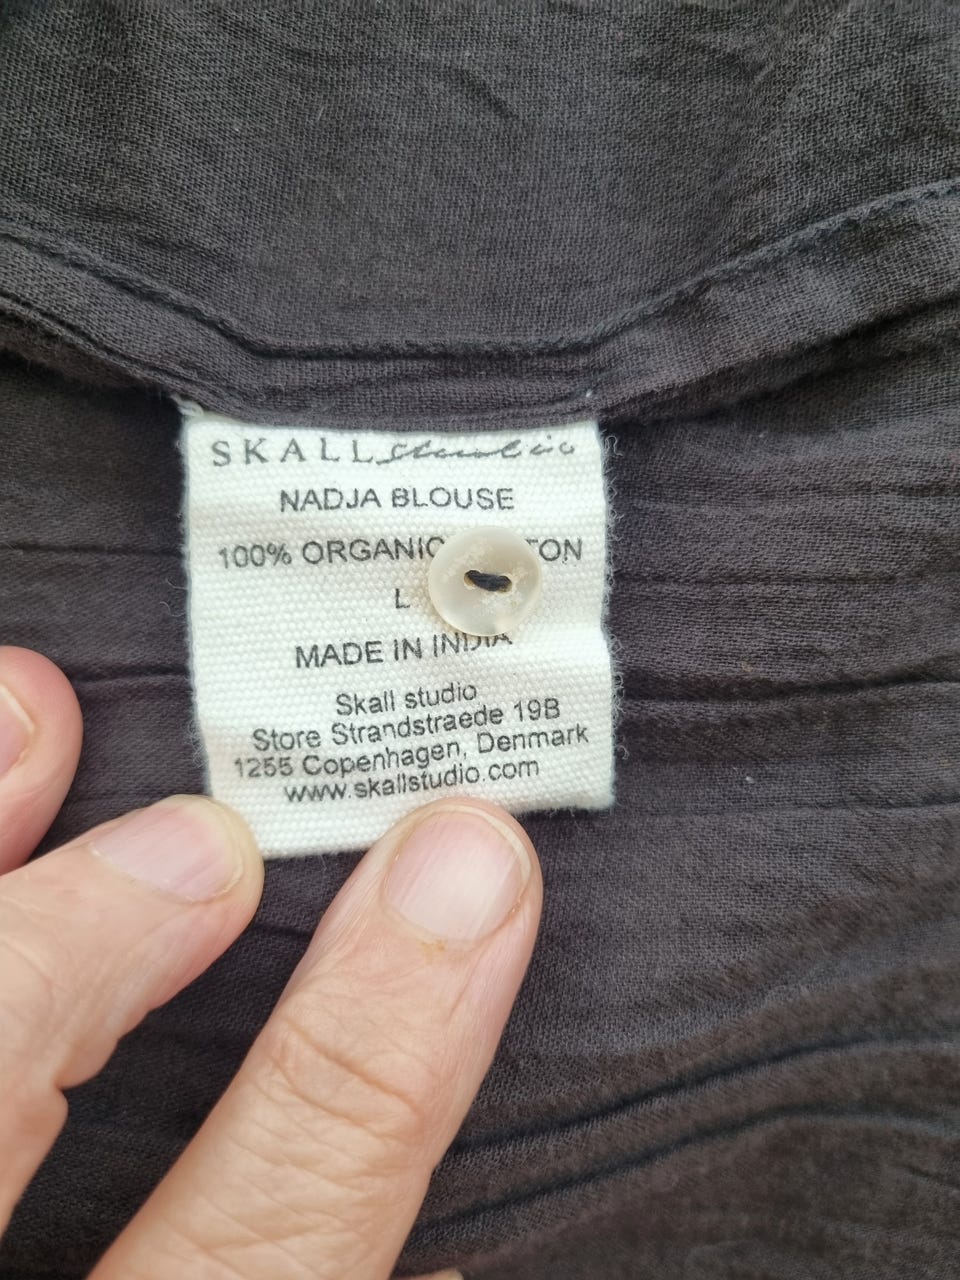 SKALL studio
NADJA BLOUSE
100% ORGANIC TON
L
MADE IN INDIA
Skall studio
Store Strandstraede 19B
1255 Copenhagen, Denmark
www.skallstudio.com